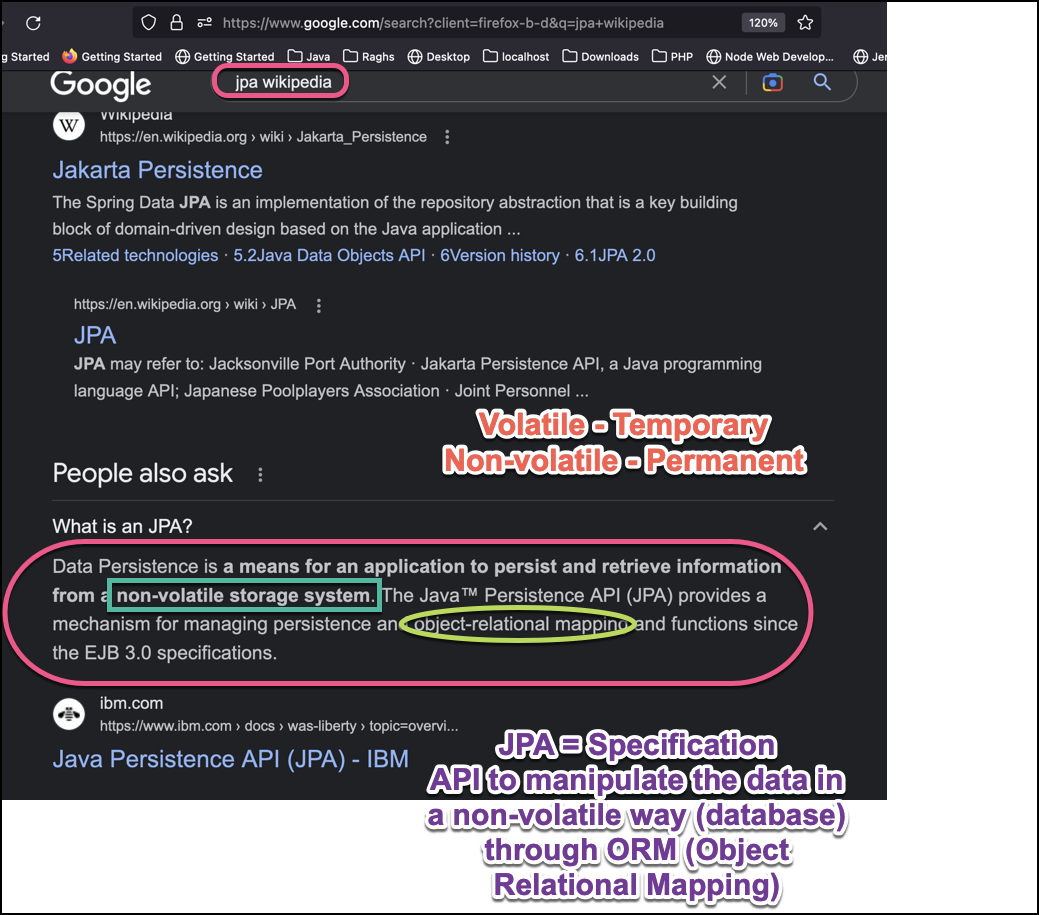 https://www.google.com/search?client=firefox-b-d&q=jpa+wikipedia 120%
g Started Getting Started Getting Started Java Raghs Desktop localhost Downloads PHP Node Web Develop... Jer
Google jpa wikipedia
Wikipedia
https://en.wikipedia.org › wiki › Jakarta_Persistence
Jakarta Persistence
The Spring Data JPA is an implementation of the repository abstraction that is a key building
block of domain-driven design based on the Java application ...
5Related technologies · 5.2Java Data Objects API · 6Version history · 6.1JPA 2.0
https://en.wikipedia.org › wiki › JPA
JPA
JPA may refer to: Jacksonville Port Authority · Jakarta Persistence API, a Java programming
language API; Japanese Poolplayers Association · Joint Personnel ...
Volatile - Temporary
Non-volatile - Permanent
People also ask
What is an JPA?
Data Persistence is a means for an application to persist and retrieve information
from a non-volatile storage system. The Java™ Persistence API (JPA) provides a
mechanism for managing persistence and object-relational mapping and functions since
the EJB 3.0 specifications.
ibm.com
https://www.ibm.com › docs › was-liberty › topic=overvi...
Java Persistence API (JPA) - IBM
JPA = Specification
API to manipulate the data in
a non-volatile way (database)
through ORM (Object
Relational Mapping)